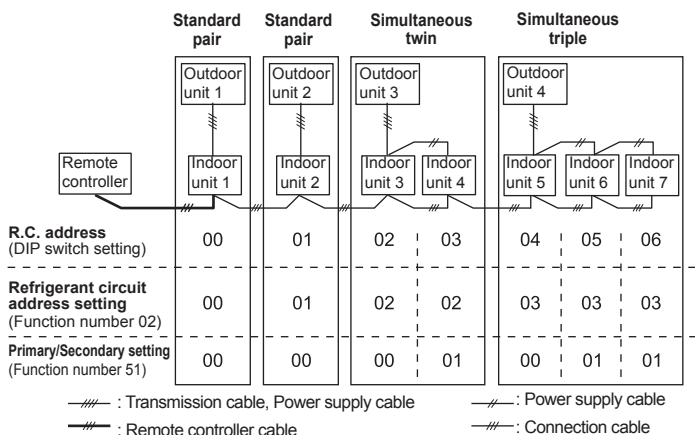 Standard pair
Standard pair
Simultaneous twin
Simultaneous triple
Outdoor unit 1
Outdoor unit 2
Outdoor unit 3
Outdoor unit 4
Remote controller
Indoor unit 1
Indoor unit 2
Indoor unit 3
Indoor unit 4
Indoor unit 5
Indoor unit 6
Indoor unit 7
R.C. address
(DIP switch setting)
00 01 02 03 04 05 06
Refrigerant circuit
address setting
(Function number 02)
00 01 02 02 03 03 03
Primary/Secondary setting
(Function number 51)
00 00 00 01 00 01 01
: Transmission cable, Power supply cable
: Power supply cable
: Remote controller cable
: Connection cable